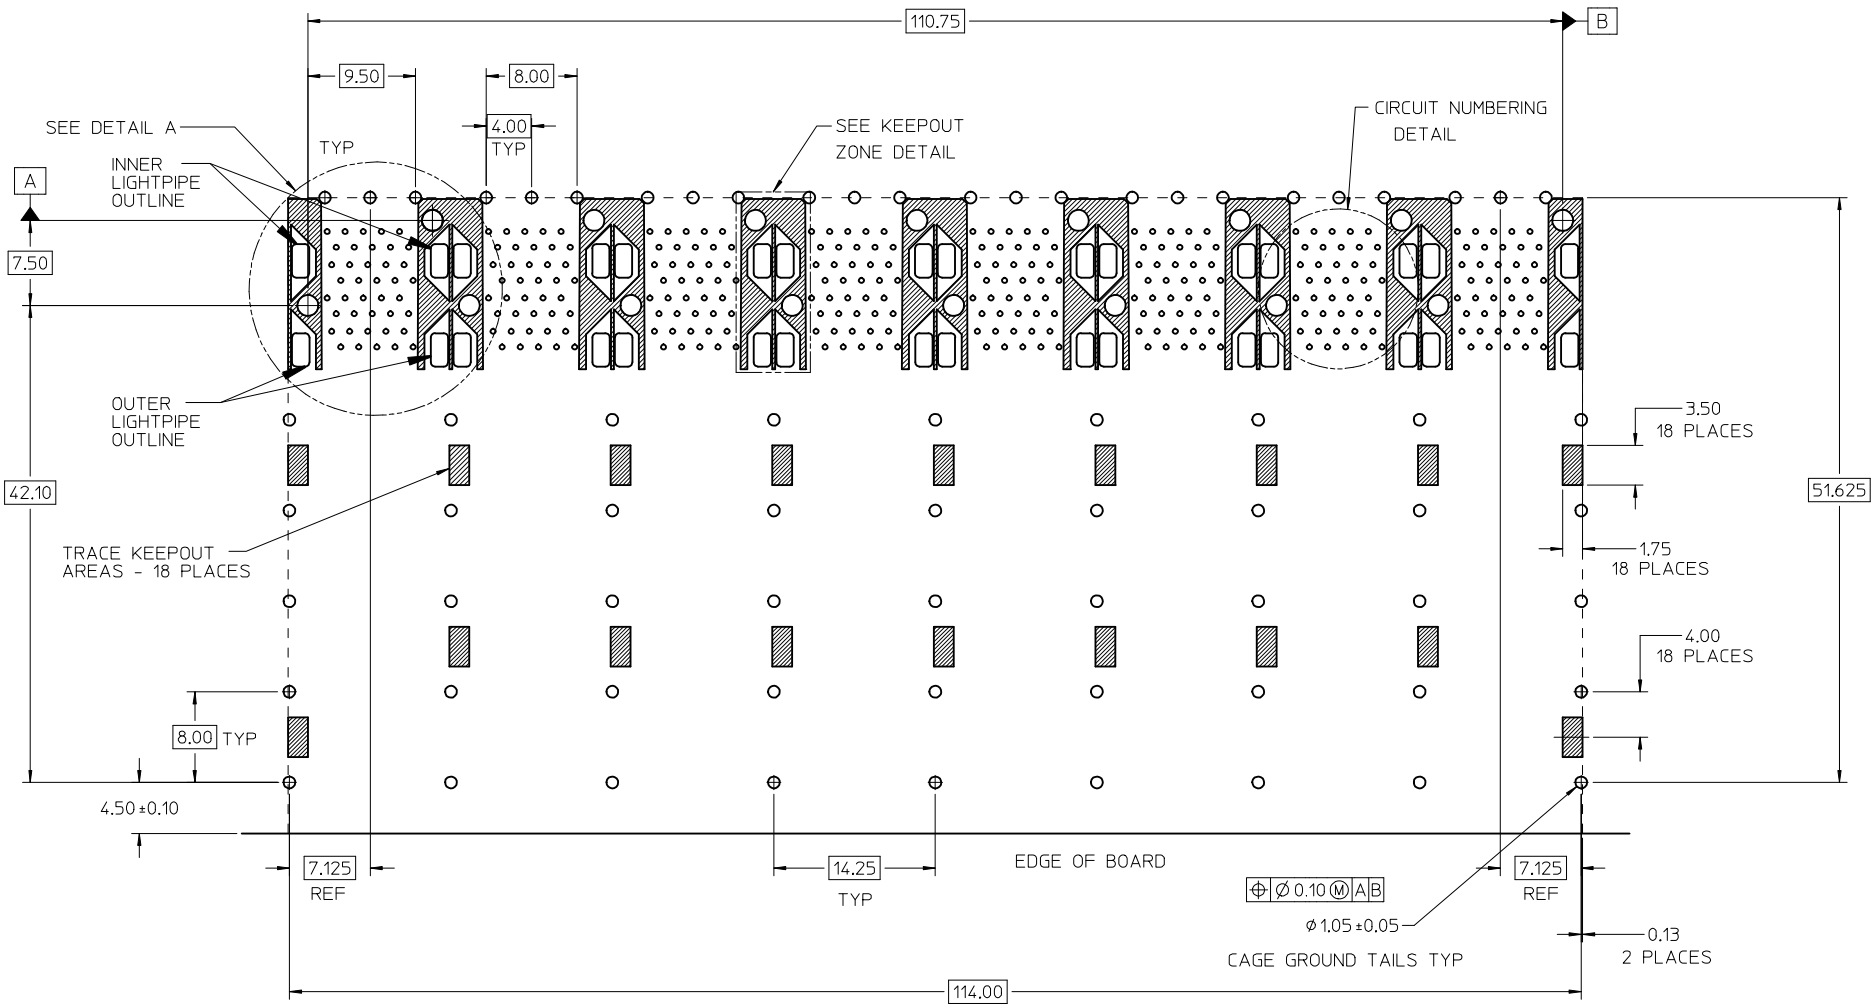 110.75
B
9.50
8.00
SEE DETAIL A
TYP
4.00
TYP
SEE KEEPOUT
ZONE DETAIL
CIRCUIT NUMBERING
DETAIL
INNER
LIGHTPIPE
OUTLINE
A
7.50
OUTER
LIGHTPIPE
OUTLINE
3.50
18 PLACES
42.10
51.625
TRACE KEEPOUT
AREAS - 18 PLACES
1.75
18 PLACES
4.00
18 PLACES
8.00 TYP
4.50 ±0.10
7.125
REF
14.25
TYP
EDGE OF BOARD
7.125
REF
⌖ Ø 0.10 Ⓜ A B
Ø 1.05 ±0.05
CAGE GROUND TAILS TYP
0.13
2 PLACES
114.00